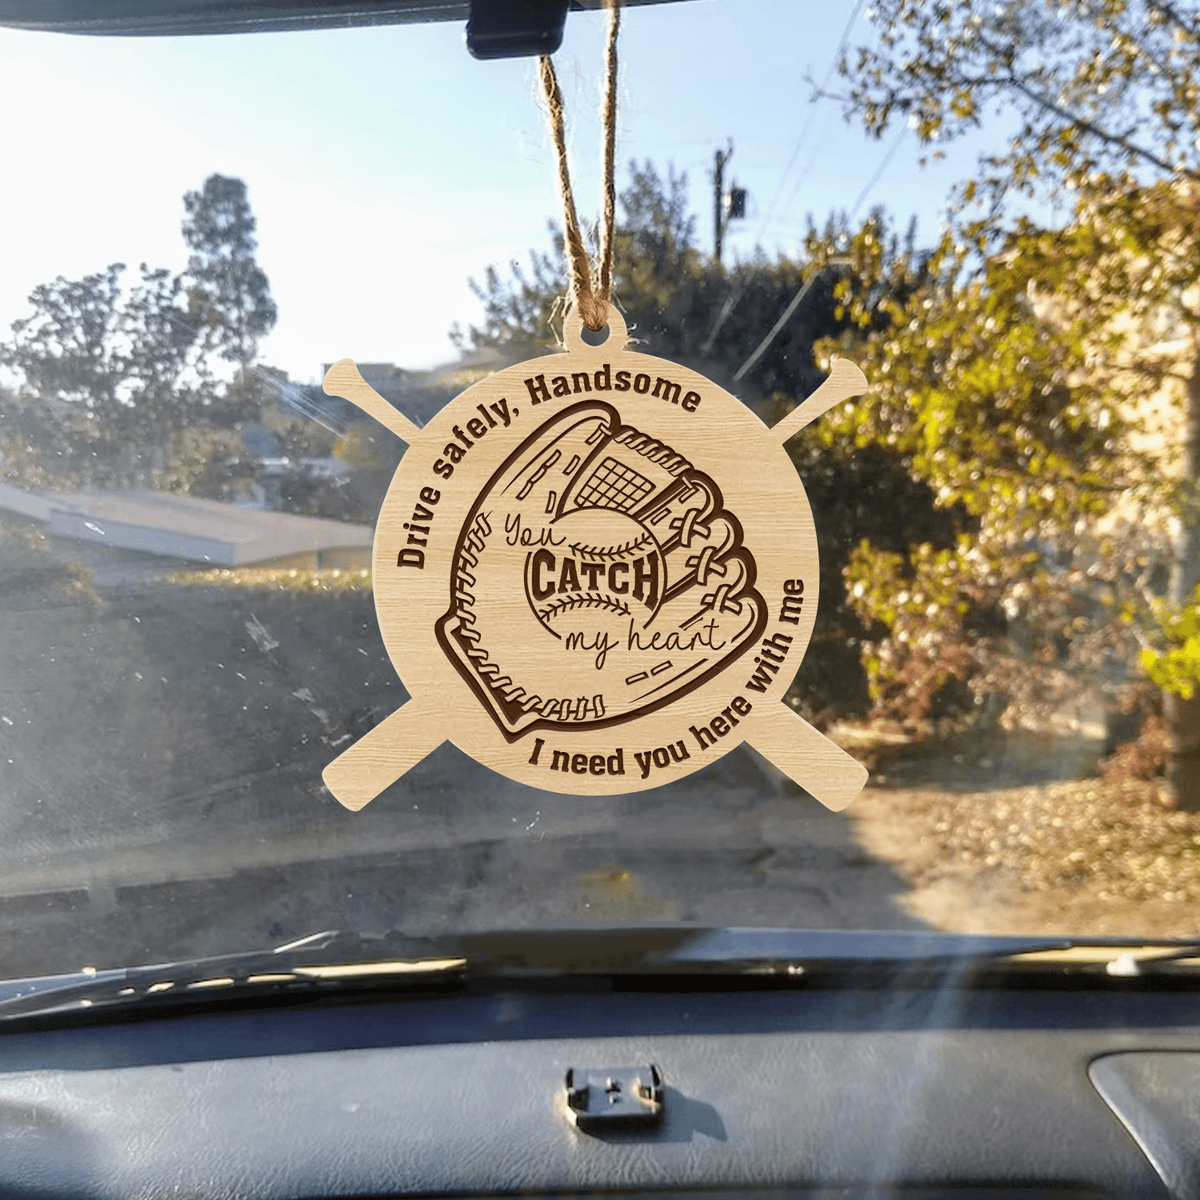 Drive safely, Handsome
You
CATCH
my heart
I need you here with me